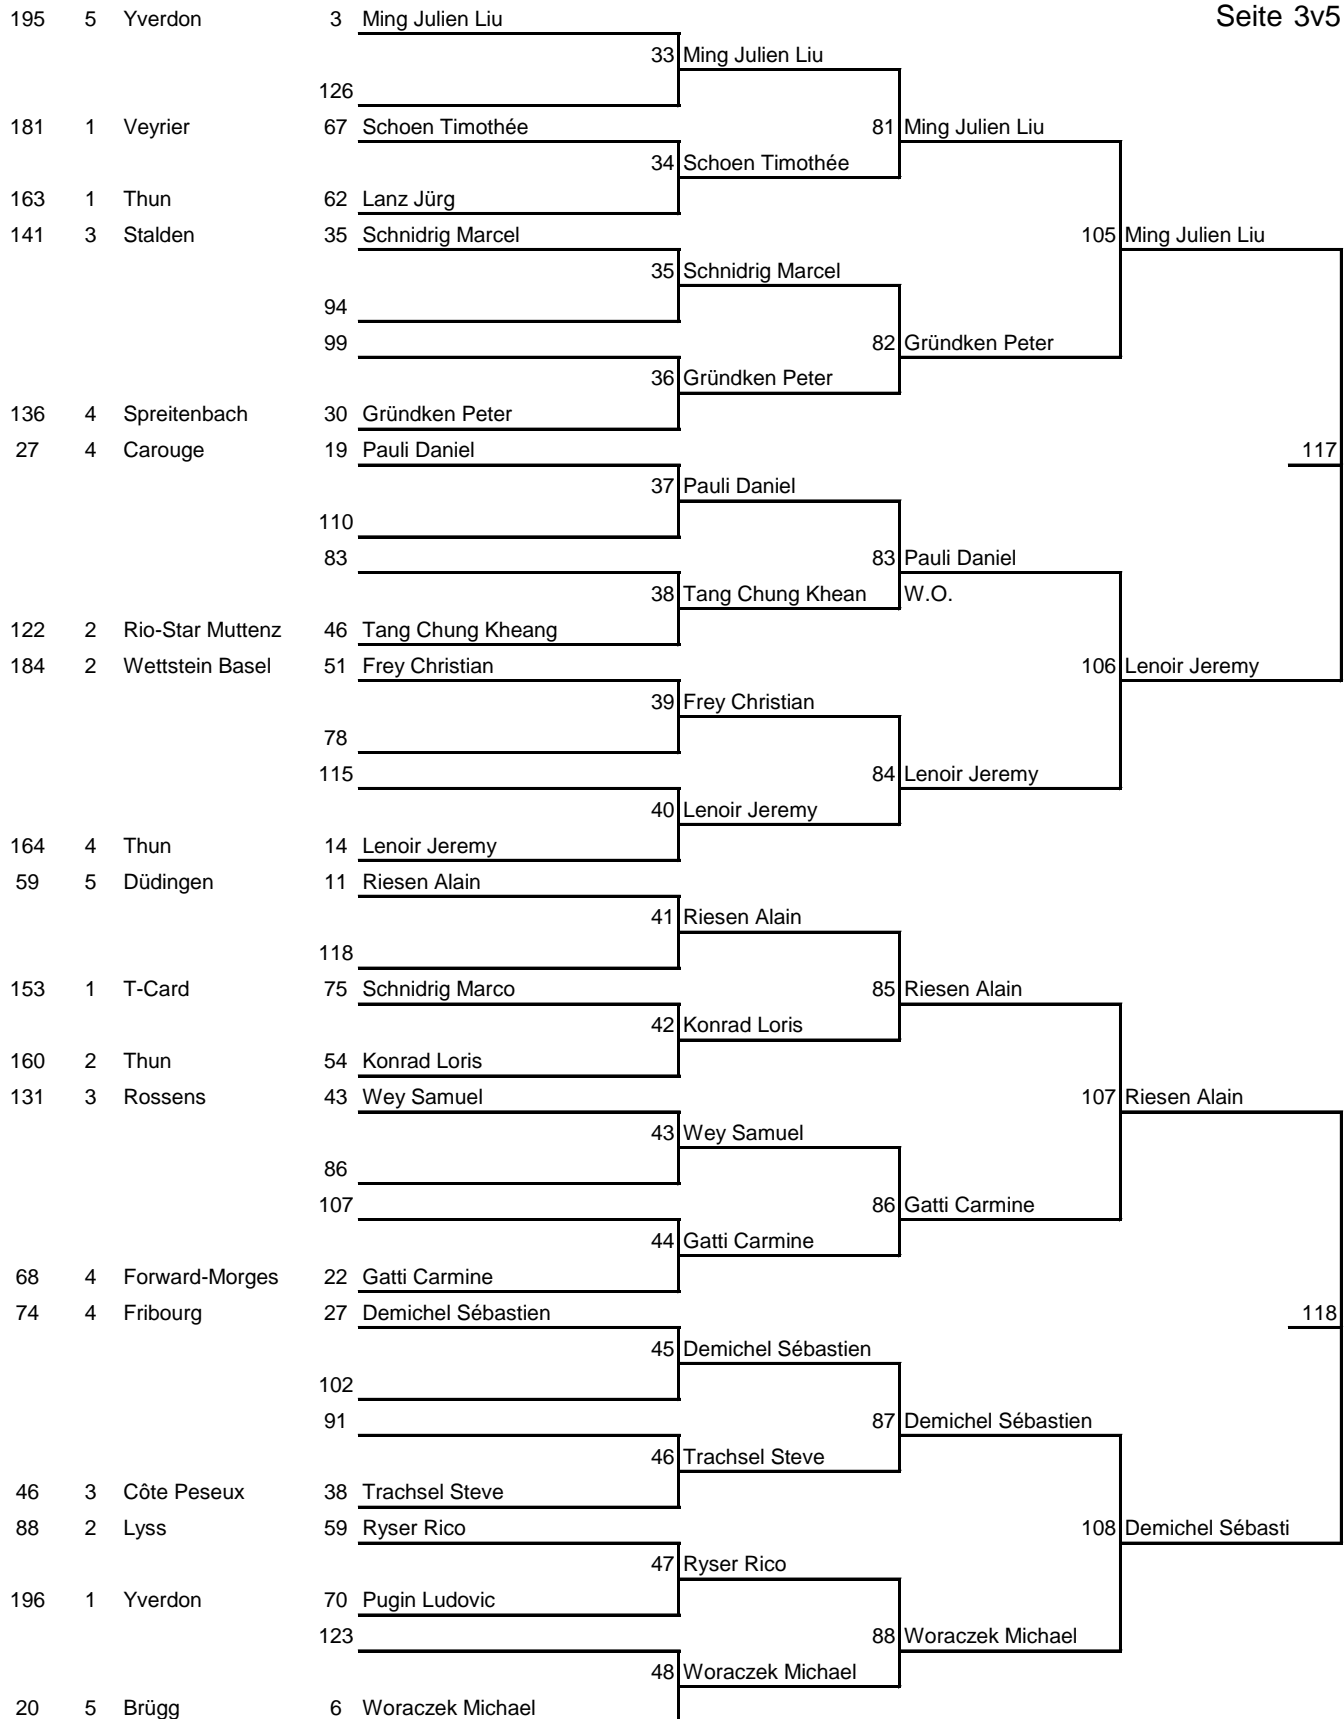 195 5 Yverdon 3 Ming Julien Liu Seite 3v5
33 Ming Julien Liu
126
181 1 Veyrier 67 Schoen Timothée 81 Ming Julien Liu
34 Schoen Timothée
163 1 Thun 62 Lanz Jürg
141 3 Stalden 35 Schnidrig Marcel 105 Ming Julien Liu
35 Schnidrig Marcel
94
99 82 Gründken Peter
36 Gründken Peter
136 4 Spreitenbach 30 Gründken Peter
27 4 Carouge 19 Pauli Daniel 117
37 Pauli Daniel
110
83 83 Pauli Daniel
38 Tang Chung Khean W.O.
122 2 Rio-Star Muttenz 46 Tang Chung Kheang
184 2 Wettstein Basel 51 Frey Christian 106 Lenoir Jeremy
39 Frey Christian
78
115 84 Lenoir Jeremy
40 Lenoir Jeremy
164 4 Thun 14 Lenoir Jeremy
59 5 Düdingen 11 Riesen Alain
41 Riesen Alain
118
153 1 T-Card 75 Schnidrig Marco 85 Riesen Alain
42 Konrad Loris
160 2 Thun 54 Konrad Loris
131 3 Rossens 43 Wey Samuel 107 Riesen Alain
43 Wey Samuel
86
107 86 Gatti Carmine
44 Gatti Carmine
68 4 Forward-Morges 22 Gatti Carmine
74 4 Fribourg 27 Demichel Sébastien 118
45 Demichel Sébastien
102
91 87 Demichel Sébastien
46 Trachsel Steve
46 3 Côte Peseux 38 Trachsel Steve
88 2 Lyss 59 Ryser Rico 108 Demichel Sébasti
47 Ryser Rico
196 1 Yverdon 70 Pugin Ludovic
123 88 Woraczek Michael
48 Woraczek Michael
20 5 Brügg 6 Woraczek Michael